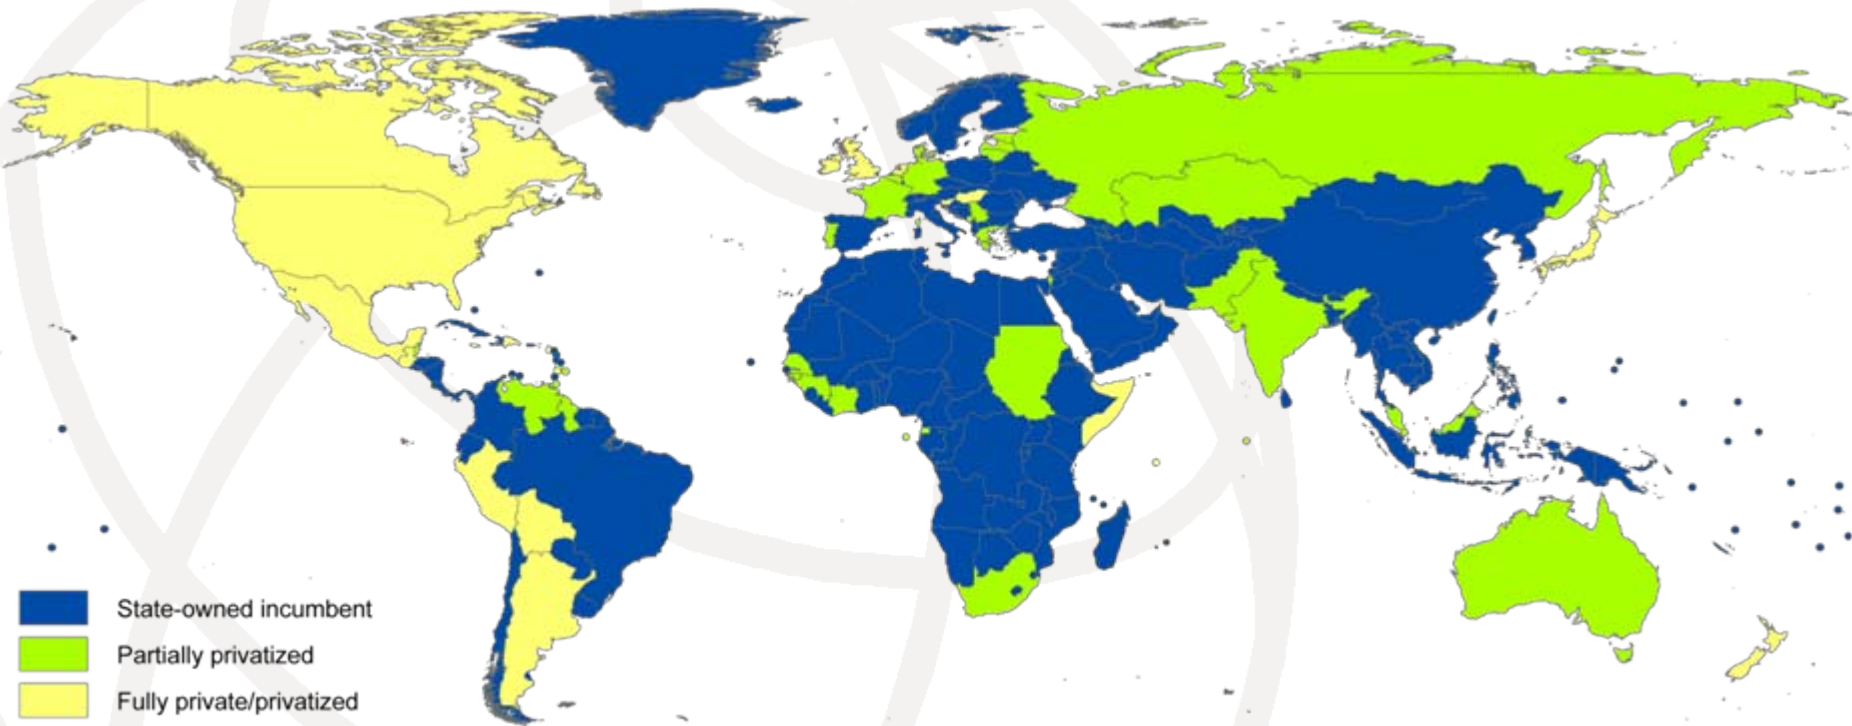 State-owned incumbent
Partially privatized
Fully private/privatized